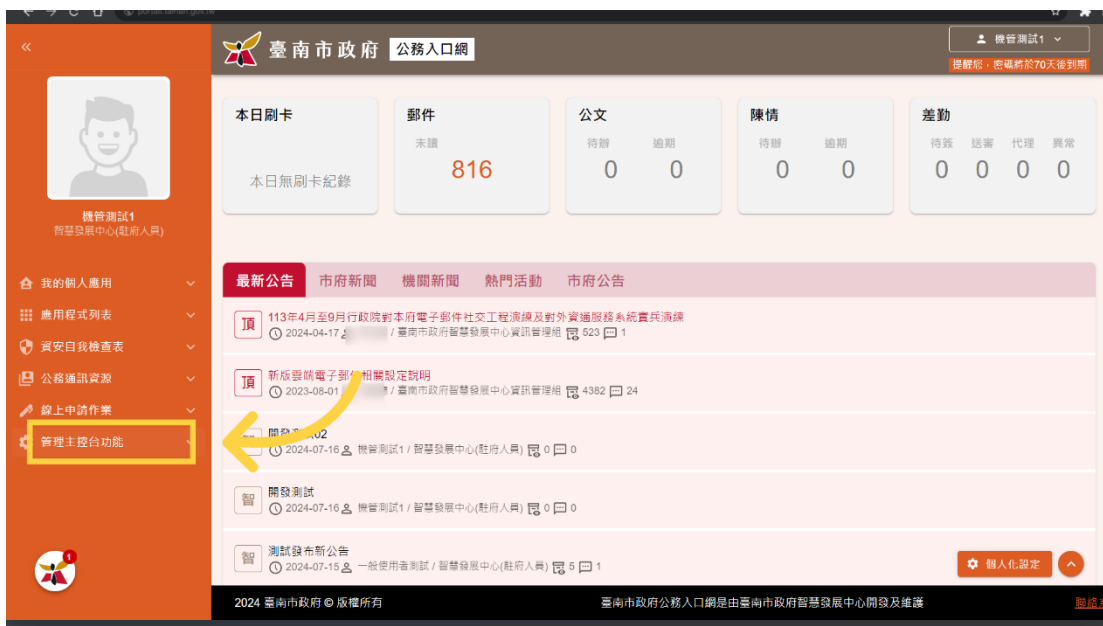 portal.tainan.gov.tw
臺南市政府 公務入口網
機管測試1
提醒您，密碼將於70天後到期
機管測試1
智慧發展中心(駐府人員)
我的個人應用
應用程式列表
資安自我檢查表
公務通訊資源
線上申請作業
管理主控台功能
1
本日刷卡
本日無刷卡紀錄
郵件
未讀
816
公文
待辦 逾期
0 0
陳情
待辦 逾期
0 0
差勤
待簽 送審 代理 異常
0 0 0 0
最新公告 市府新聞 機關新聞 熱門活動 市府公告
頂 113年4月至9月行政院對本府電子郵件社交工程演練及對外資通服務系統實兵演練
2024-04-17 / 臺南市政府智慧發展中心資訊管理組 523 1
頂 新版雲端電子郵件相關設定說明
2023-08-01 / 臺南市政府智慧發展中心資訊管理組 4382 24
開發測試02
2024-07-16 機管測試1 / 智慧發展中心(駐府人員) 0 0
智 開發測試
2024-07-16 機管測試1 / 智慧發展中心(駐府人員) 0 0
智 測試發布新公告
2024-07-15 一般使用者測試 / 智慧發展中心(駐府人員) 5 1
個人化設定
2024 臺南市政府 © 版權所有 臺南市政府公務入口網是由臺南市政府智慧發展中心開發及維護 聯絡